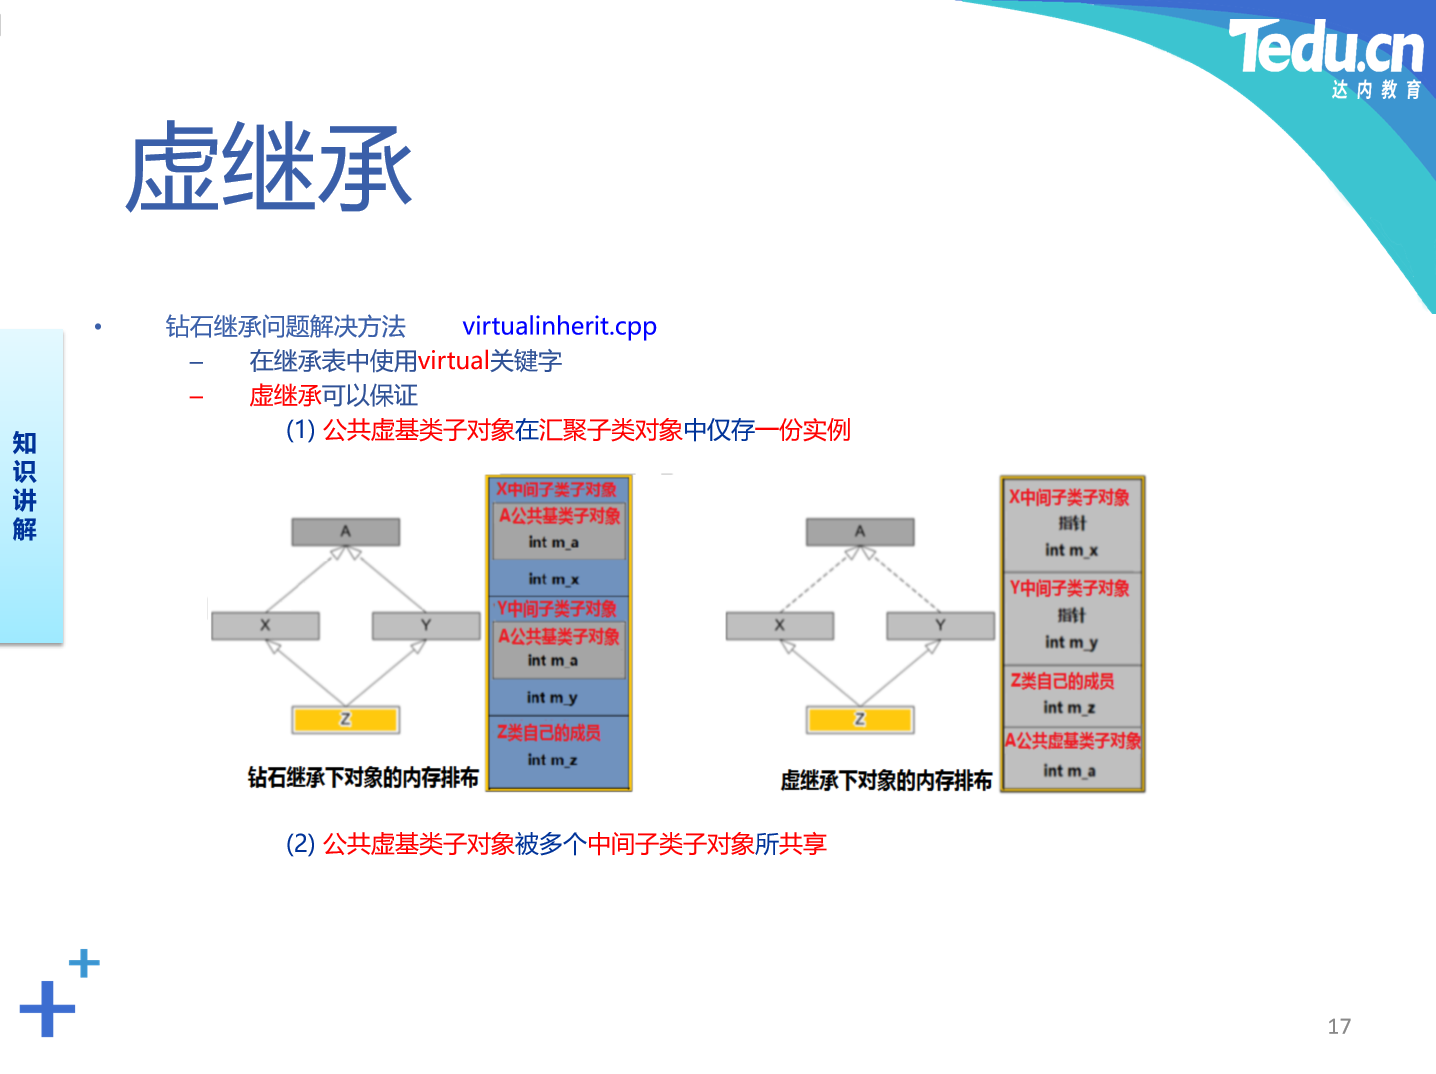 Tedu.cn
达内教育
虚继承
• 钻石继承问题解决方法 virtualinherit.cpp
– 在继承表中使用virtual关键字
– 虚继承可以保证
(1) 公共虚基类子对象在汇聚子类对象中仅存一份实例
知识讲解
A
X
Y
Z
钻石继承下对象的内存排布
X中间子类子对象
A公共基类子对象
int m_a
int m_x
Y中间子类子对象
A公共基类子对象
int m_a
int m_y
Z类自己的成员
int m_z
A
X
Y
Z
虚继承下对象的内存排布
X中间子类子对象
指针
int m_x
Y中间子类子对象
指针
int m_y
Z类自己的成员
int m_z
A公共虚基类子对象
int m_a
(2) 公共虚基类子对象被多个中间子类子对象所共享
17